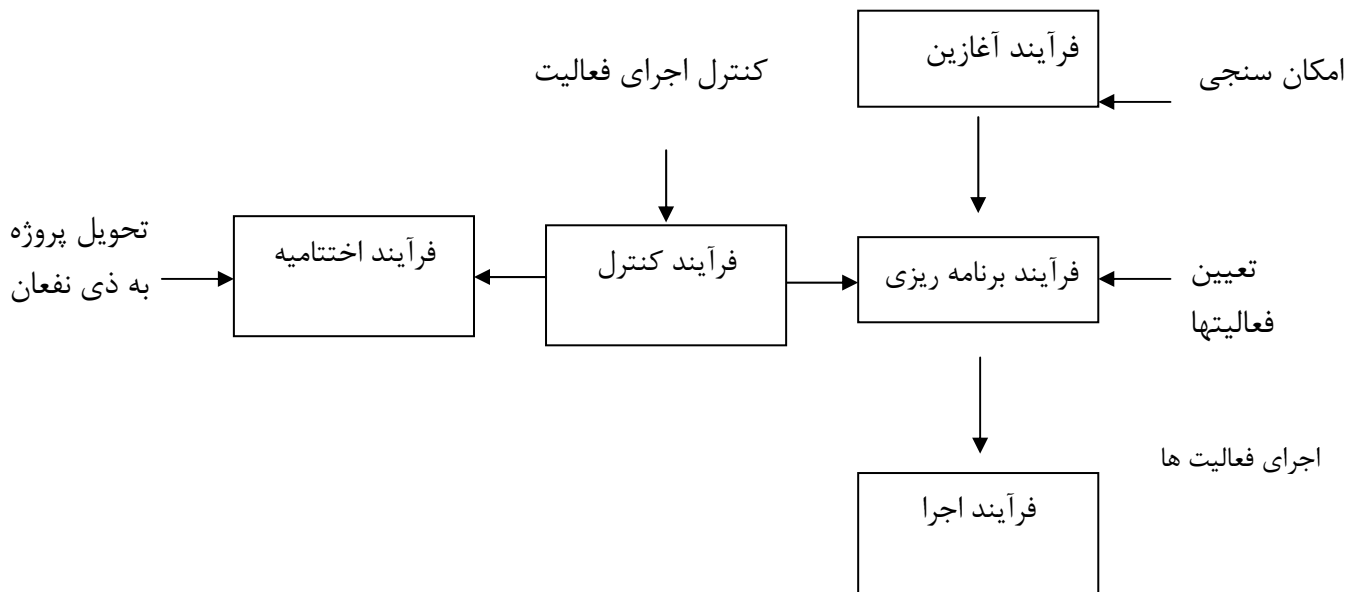 فرآیند آغازین
امکان سنجی
کنترل اجرای فعالیت
تعیین
فعالیتها
فرآیند برنامه ریزی
فرآیند کنترل
فرآیند اختتامیه
تحویل پروژه
به ذی نفعان
اجرای فعالیت ها
فرآیند اجرا